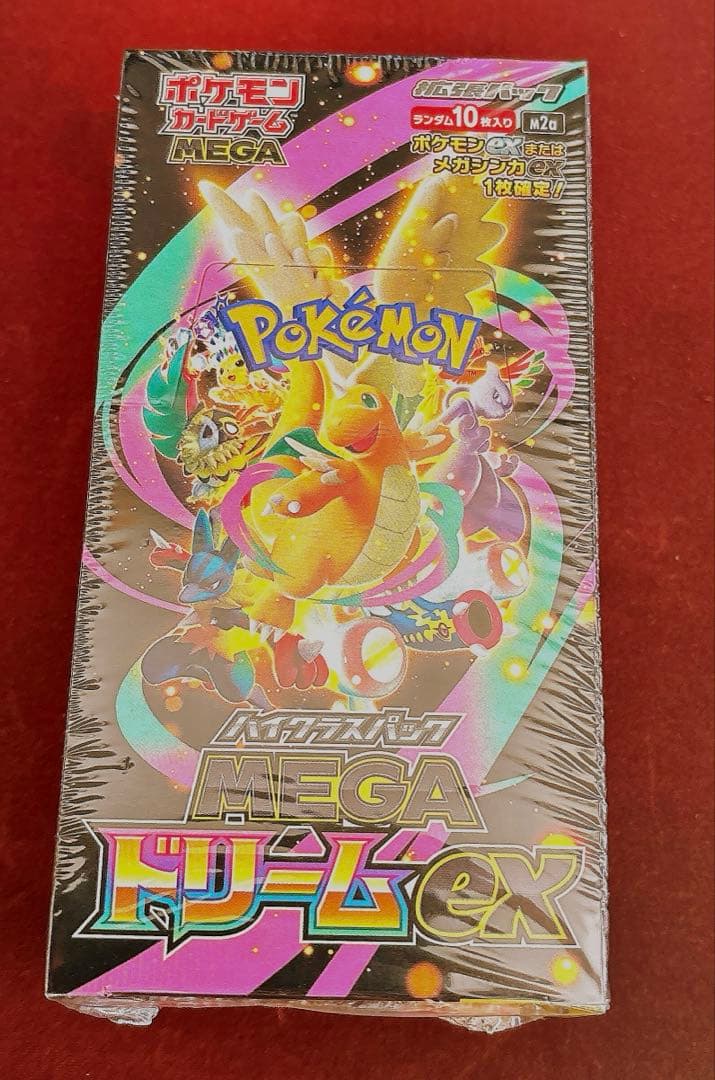 ポケモン
カードゲーム
MEGA
拡張パック
ランダム10枚入り M2a
ポケモンexまたは
メガシンカex
1枚確定!
POKéMON
ハイクラスパック
MEGA
ドリームex